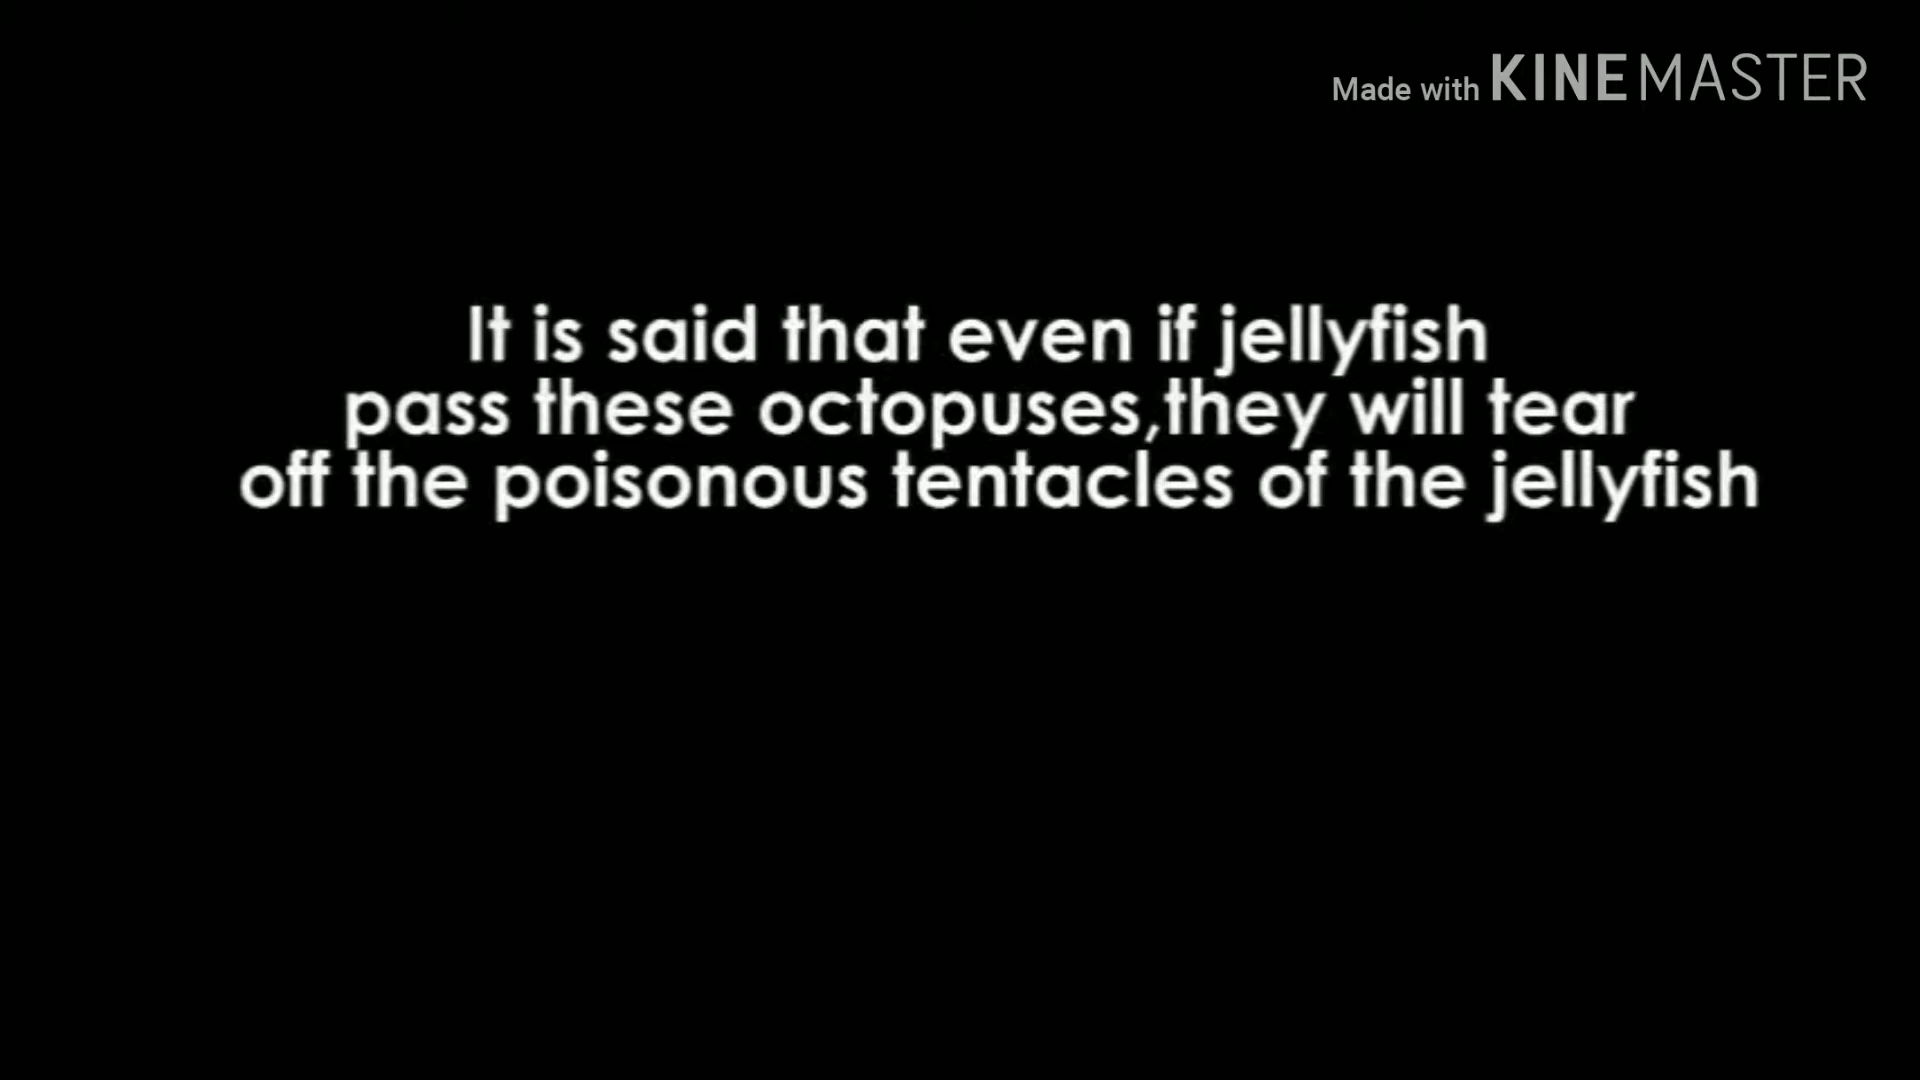 Made with KINEMASTER
It is said that even if jellyfish
pass these octopuses,they will tear
off the poisonous tentacles of the jellyfish